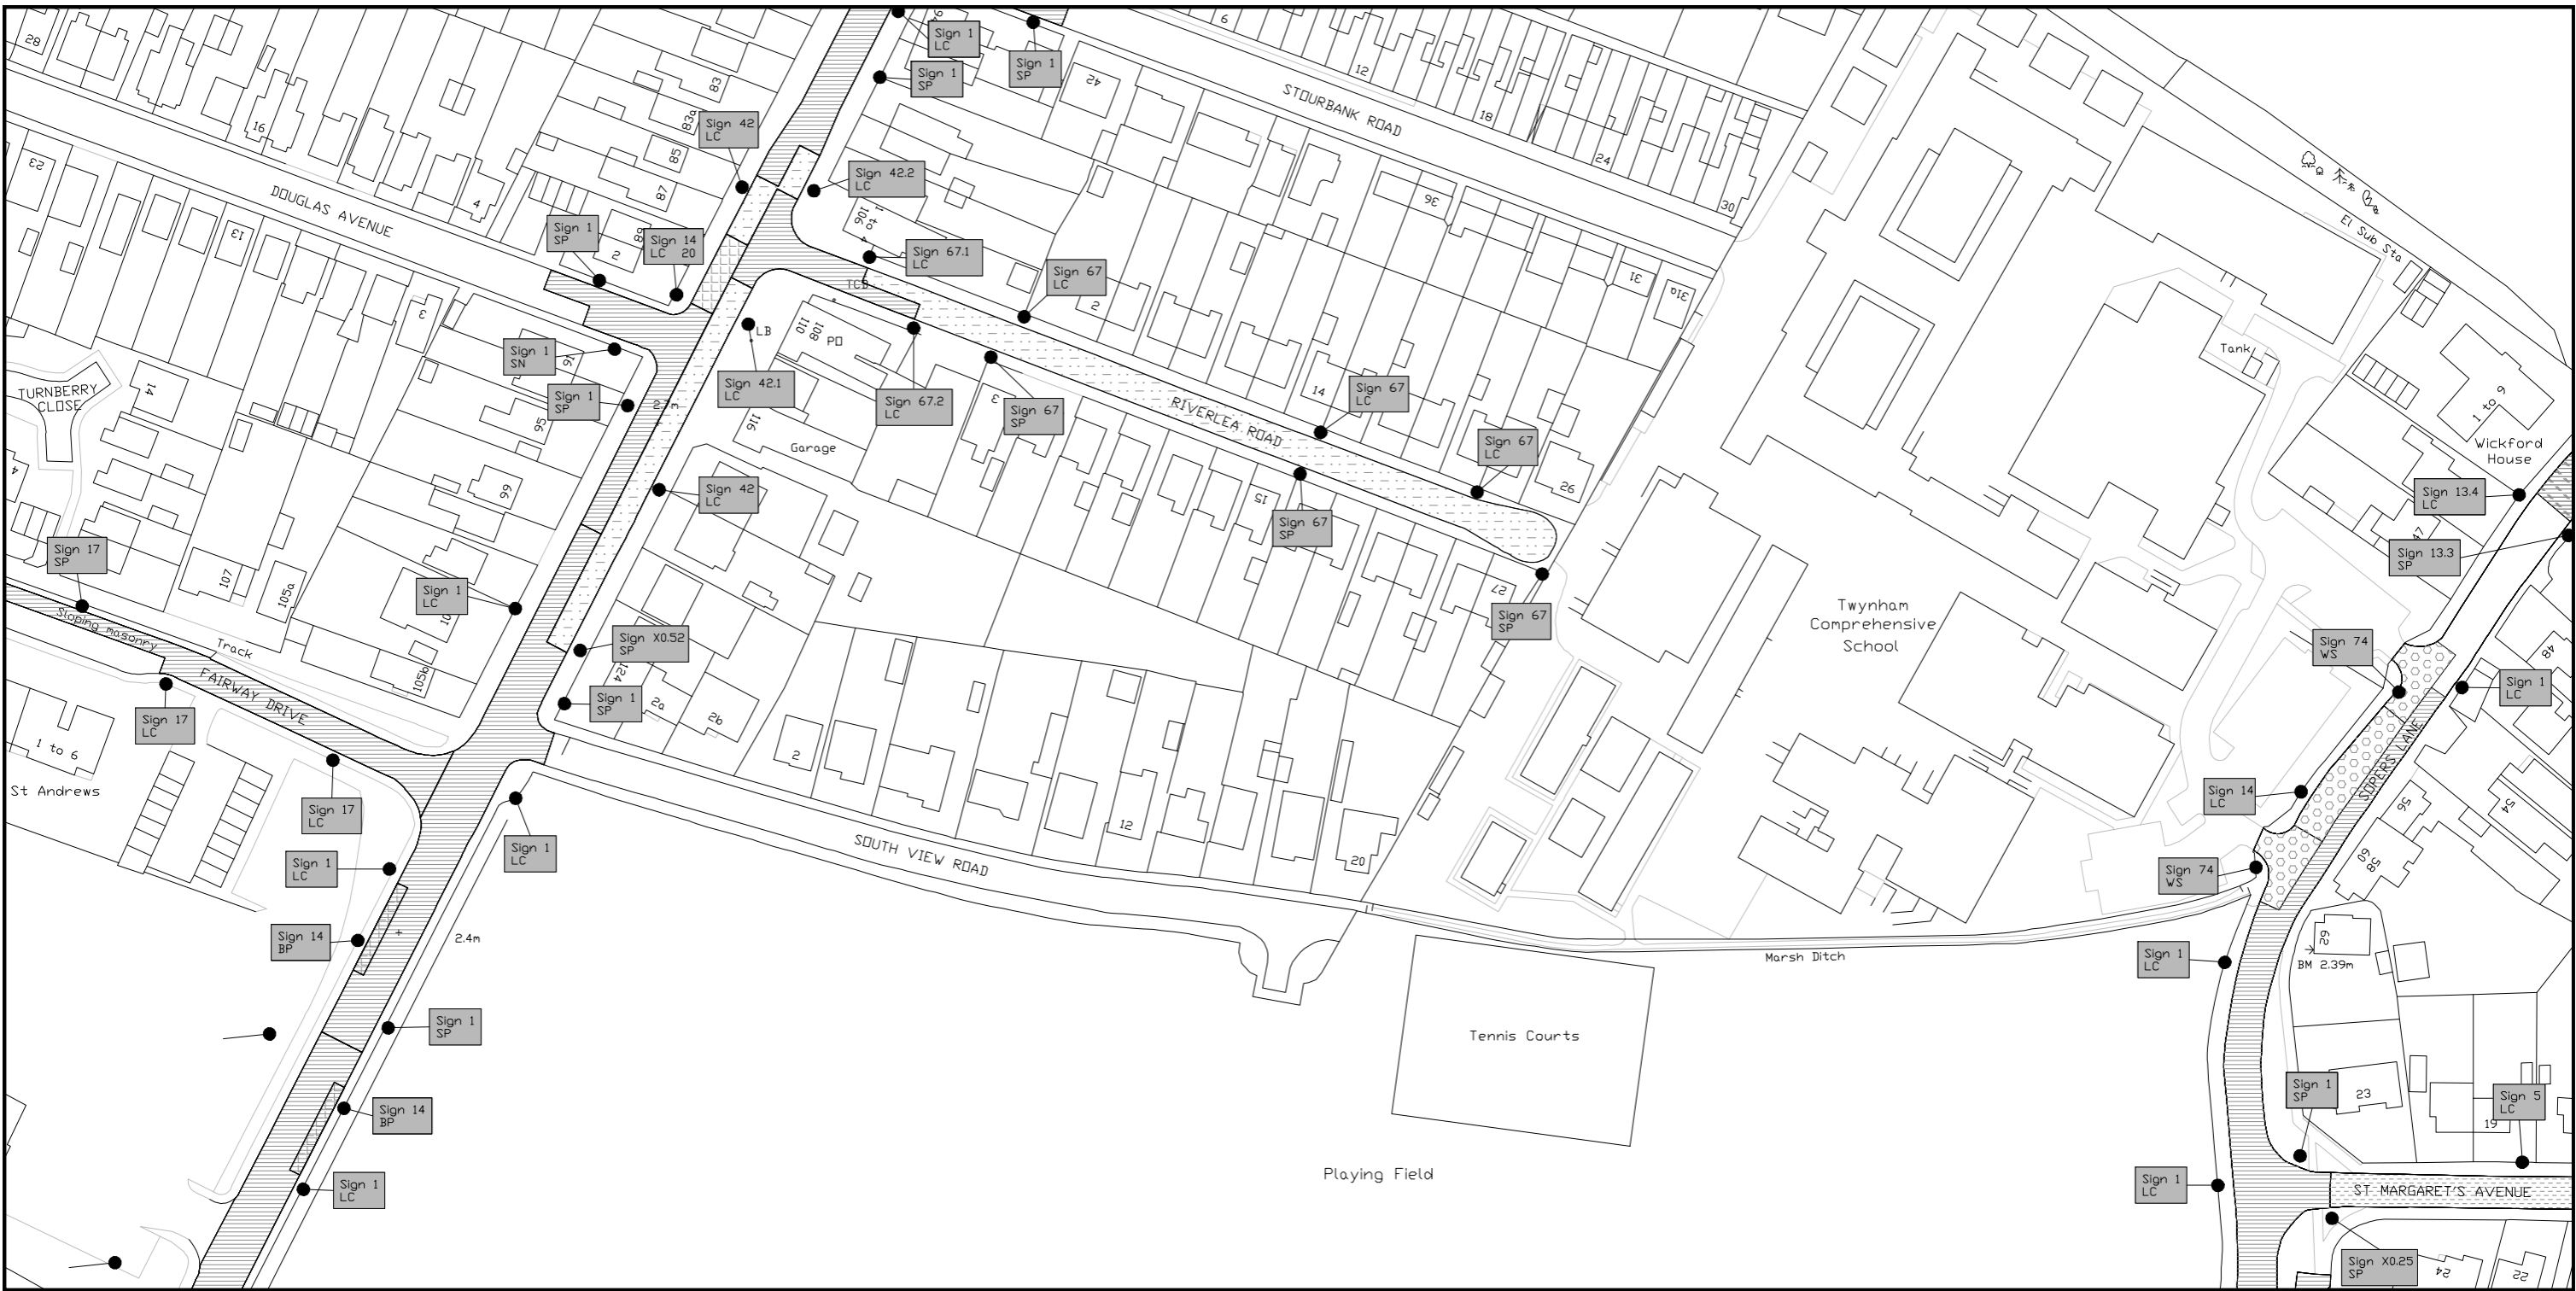 28
16
4
DOUGLAS AVENUE
23
13
3
83
83a
85
87
89
2
Sign 1
LC
Sign 1
SP
Sign 1
SP
Sign 42
LC
Sign 42.2
LC
Sign 1
SP
Sign 14
LC 20
Sign 67.1
LC
Sign 67
LC
106
1
to
4
TCB
LB
PO
108
110
116
Garage
Sign 1
SN
Sign 1
SP
Sign 42.1
LC
Sign 67.2
LC
Sign 67
SP
Sign 67
LC
Sign 67
LC
Sign 67
SP
Sign 67
SP
RIVERLEA ROAD
2
14
26
3
15
27
STOURBANK ROAD
6
12
18
24
30
42
36
31
31a
TURNBERRY
CLOSE
14
4
95
99
107
105a
105b
Sign 42
LC
Sign 17
SP
Sign 1
LC
Sign X0.52
SP
Sign 1
SP
124
2a
2b
2
12
20
Sloping masonry
Track
FAIRWAY DRIVE
Sign 17
LC
Sign 17
LC
1 to 6
St Andrews
Sign 1
LC
Sign 1
LC
SOUTH VIEW ROAD
Sign 14
BP
2.4m
Sign 1
SP
Sign 14
BP
Sign 1
LC
Twynham
Comprehensive
School
Marsh Ditch
Tennis Courts
Playing Field
El Sub Sta
Tank
1 to 9
Wickford
House
Sign 13.4
LC
47
Sign 13.3
SP
Sign 74
WS
Sign 1
LC
48
SOPERS LANE
Sign 14
LC
56
54
58
60
Sign 74
WS
62
BM 2.39m
Sign 1
LC
Sign 1
SP
23
19
Sign 5
LC
Sign 1
LC
ST MARGARET'S AVENUE
Sign X0.25
SP
24
22